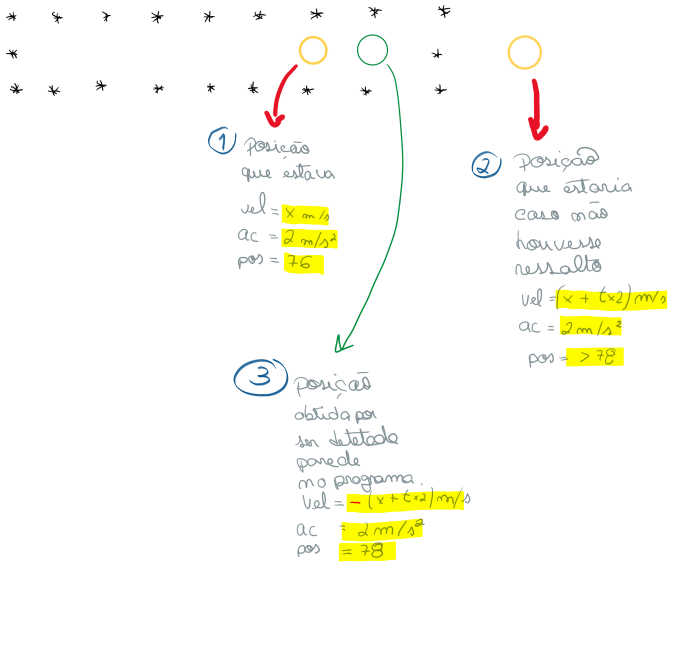 * * * * * * * * *
* *
* * * * * * * * *
1 Posição
que estava
vel = x m/s
ac = 2 m/s²
pos = 76
2 Posição
que estaria
caso não
houvesse
ressalto
vel = (x + t×2) m/s
ac = 2 m/s²
pos = > 78
3 posição
obtida por
ser detetada
parede
no programa.
vel = - (x + t×2) m/s
ac = 2 m/s²
pos = 78